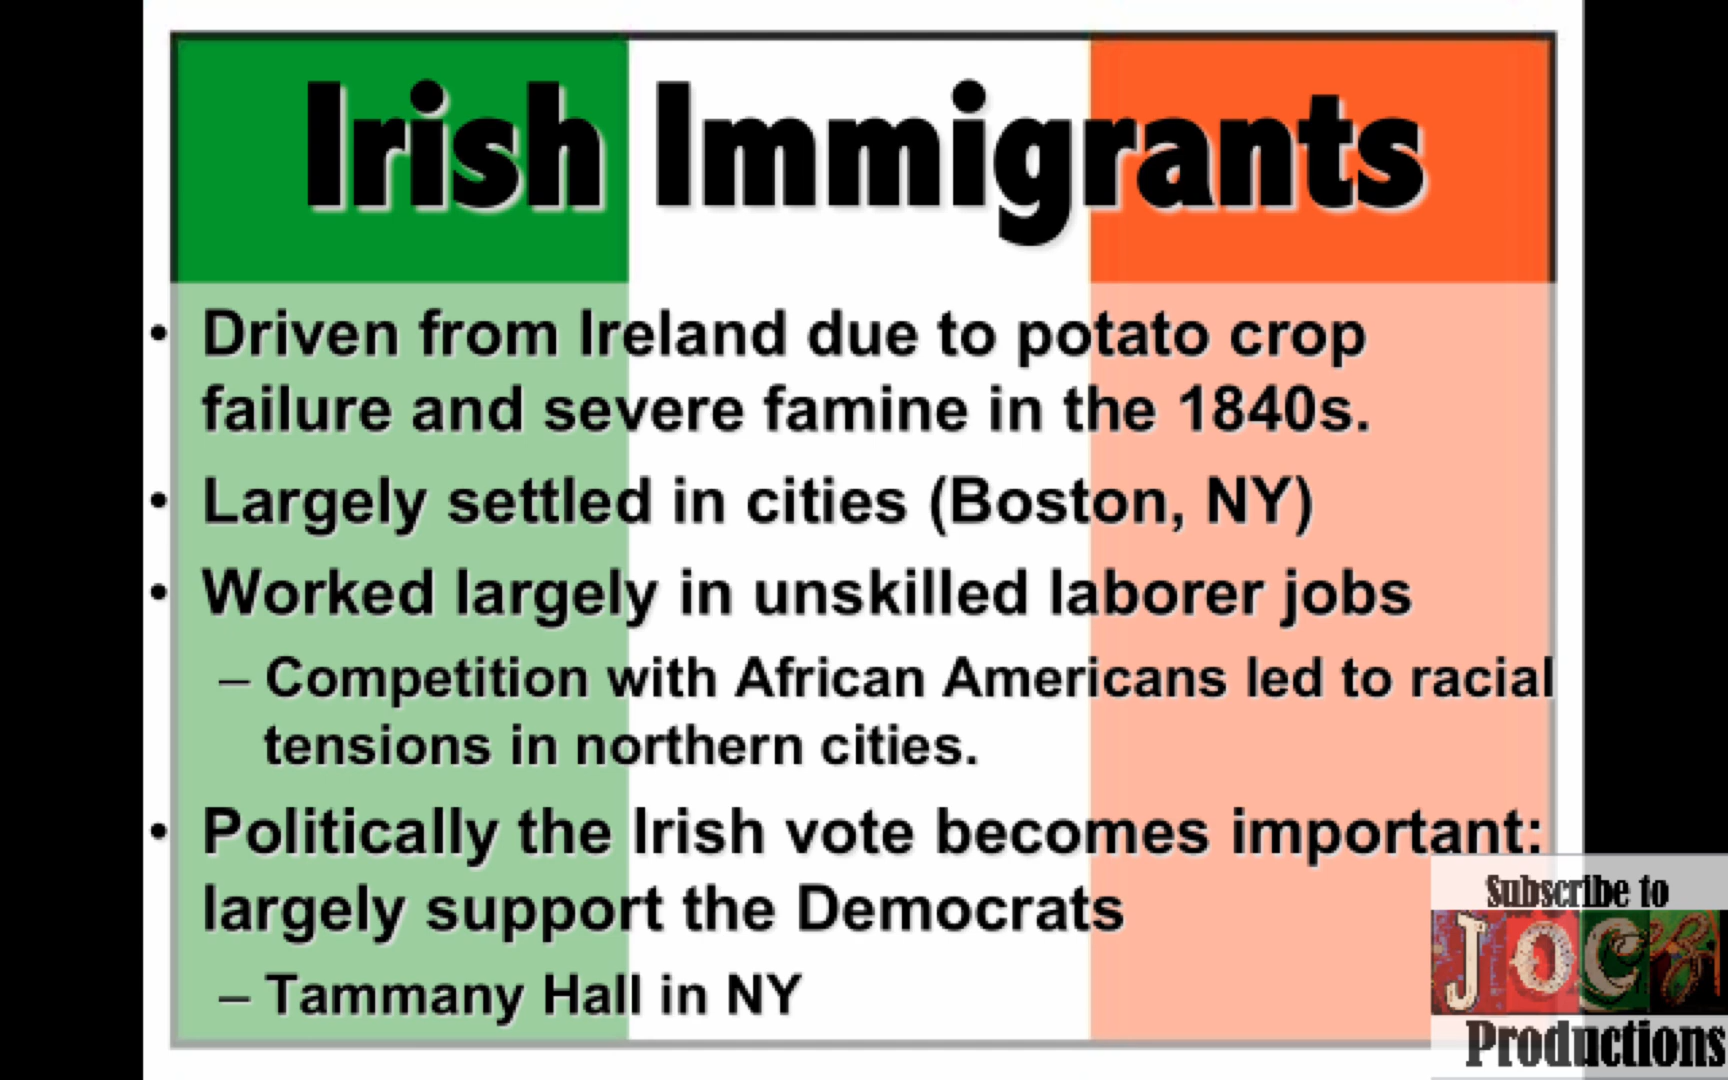 Irish Immigrants
• Driven from Ireland due to potato crop
failure and severe famine in the 1840s.
• Largely settled in cities (Boston, NY)
• Worked largely in unskilled laborer jobs
– Competition with African Americans led to racial
tensions in northern cities.
• Politically the Irish vote becomes important:
largely support the Democrats
– Tammany Hall in NY
Subscribe to
JOCZ
Productions